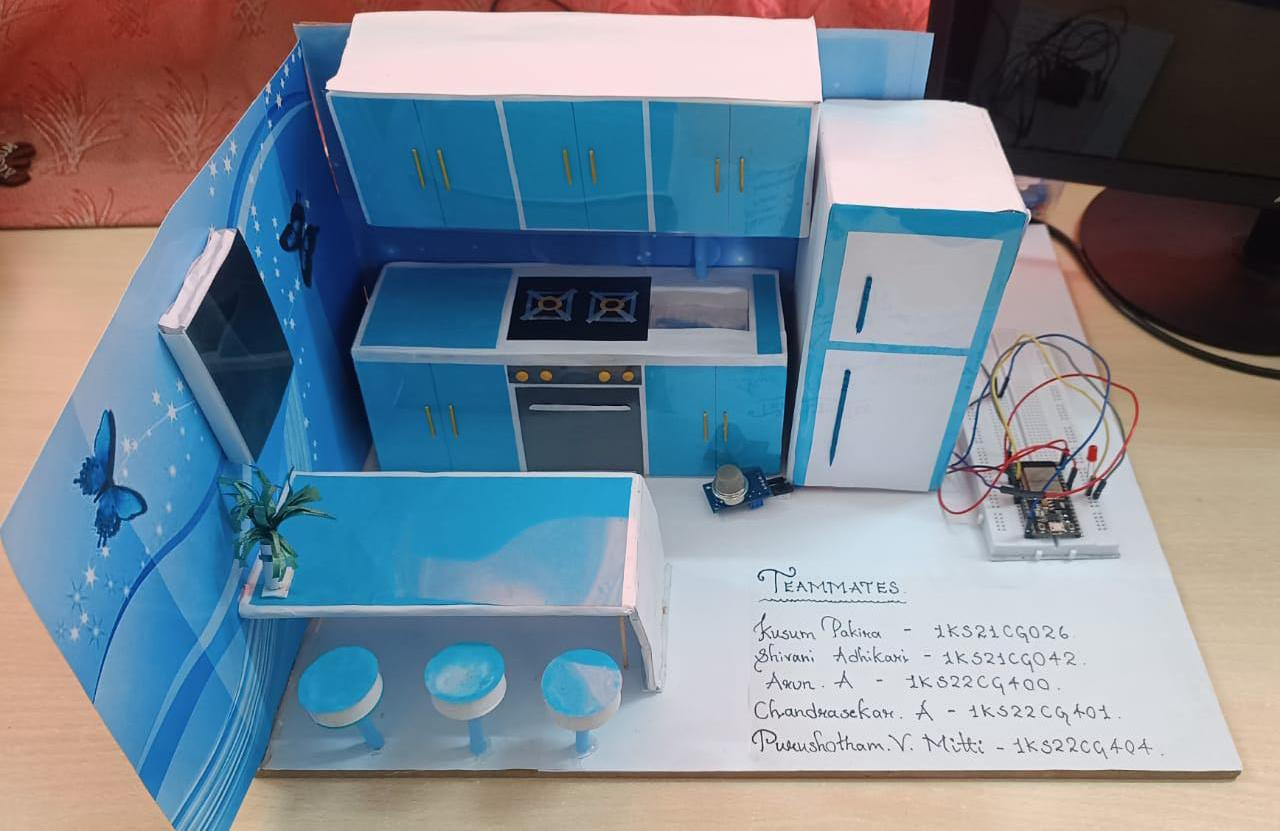 TEAMMATES.
Kusum Pakira - 1KS21CG026.
Shivani Adhikari - 1KS21CG042.
Arun. A - 1KS22CG400.
Chandrasekar. A - 1KS22CG401.
Purushotham. V. Mitti - 1KS22CG404.